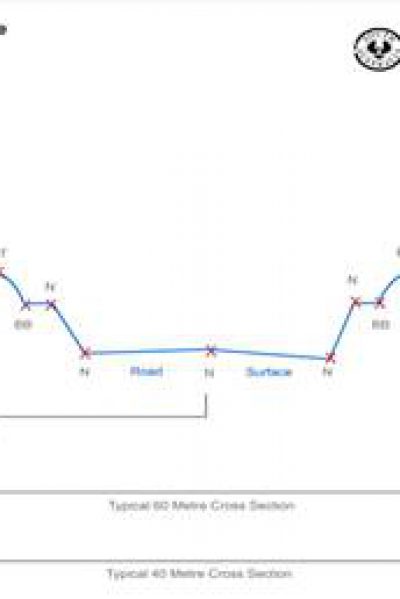 N
N
BB
BB
N
N
N
Road
Surface
Typical 60 Metre Cross Section
Typical 40 Metre Cross Section